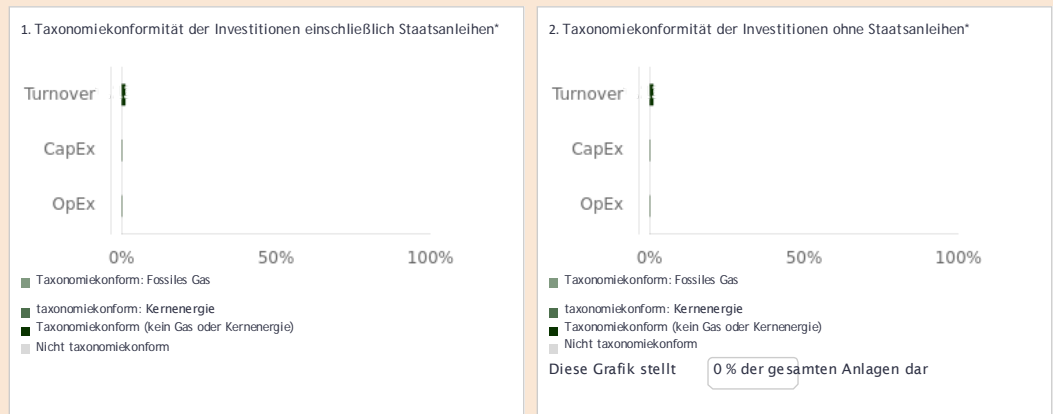 1. Taxonomiekonformität der Investitionen einschließlich Staatsanleihen*
Turnover
CapEx
OpEx
0% 50% 100%
Taxonomiekonform: Fossiles Gas
taxonomiekonform: Kernenergie
Taxonomiekonform (kein Gas oder Kernenergie)
Nicht taxonomiekonform
2. Taxonomiekonformität der Investitionen ohne Staatsanleihen*
Turnover
CapEx
OpEx
0% 50% 100%
Taxonomiekonform: Fossiles Gas
taxonomiekonform: Kernenergie
Taxonomiekonform (kein Gas oder Kernenergie)
Nicht taxonomiekonform
Diese Grafik stellt 0 % der gesamten Anlagen dar